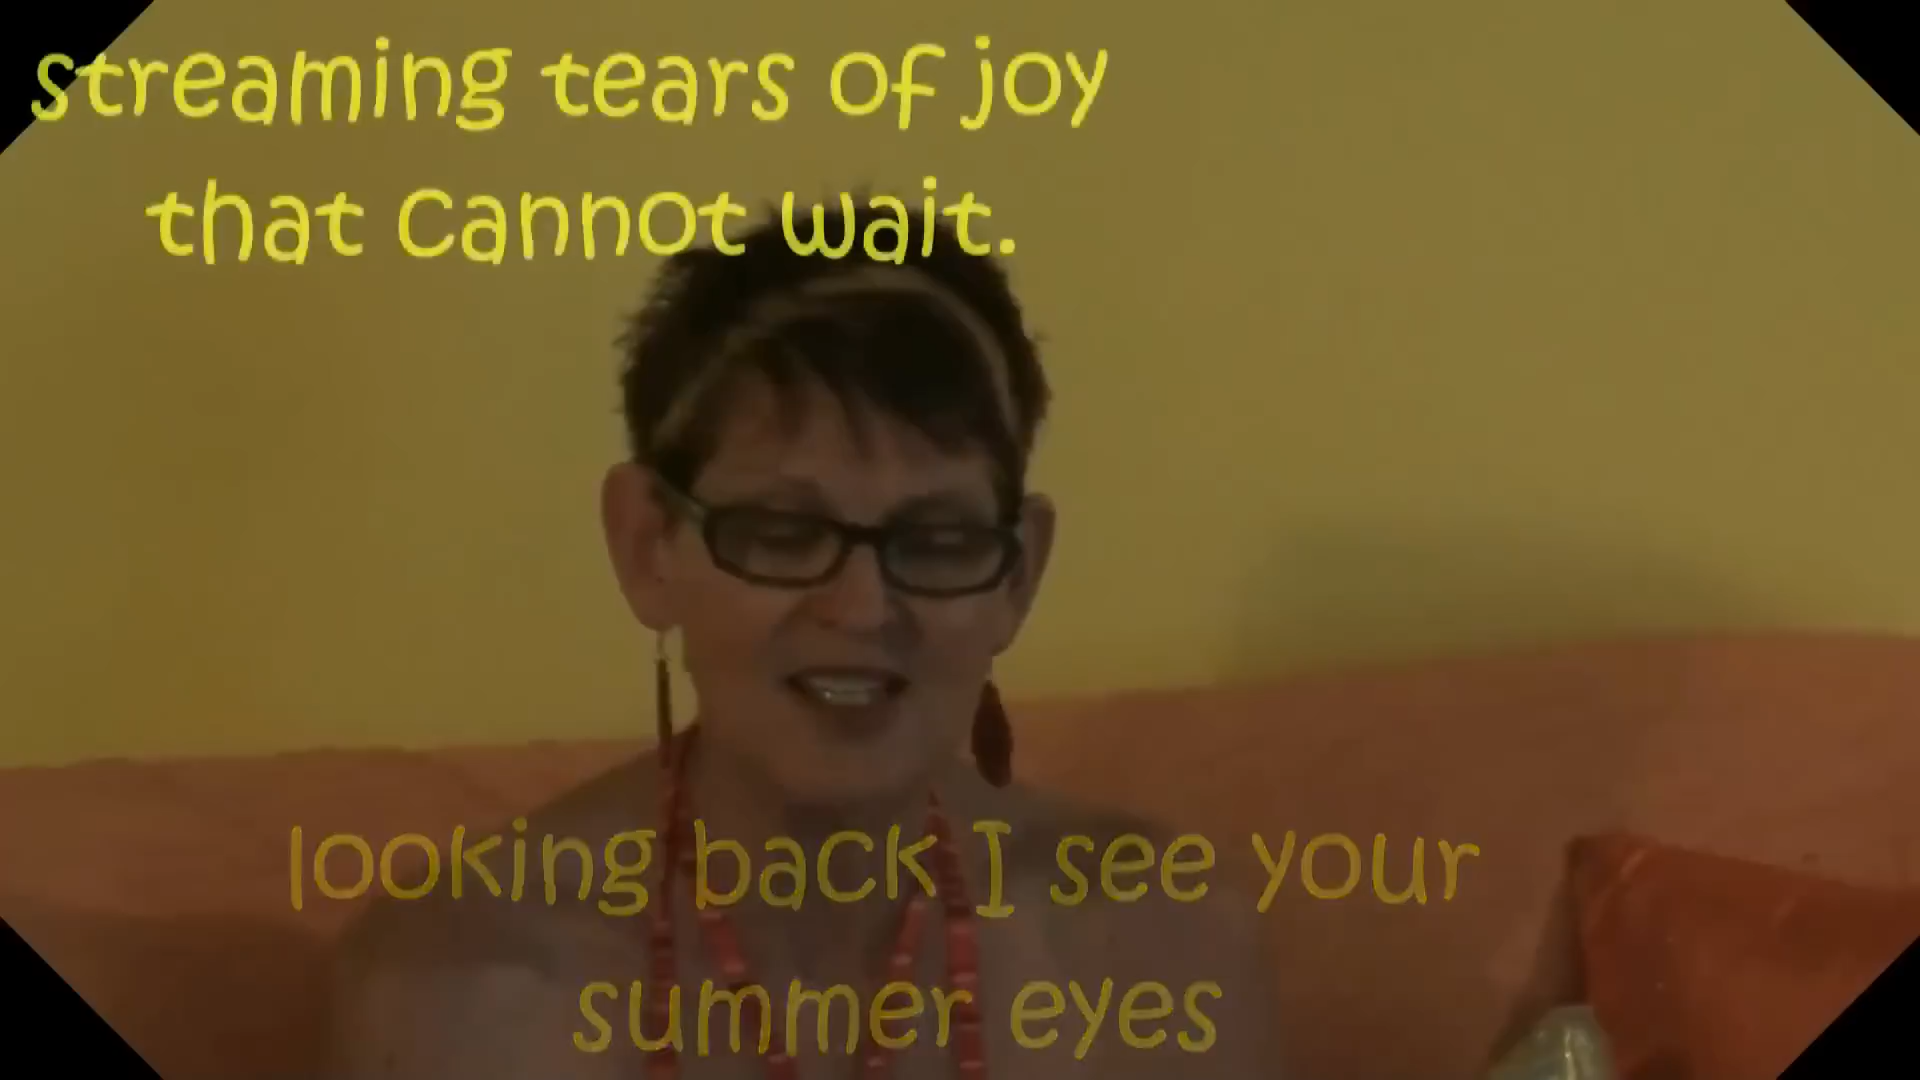 streaming tears of joy
that cannot wait.
looking back I see your
summer eyes